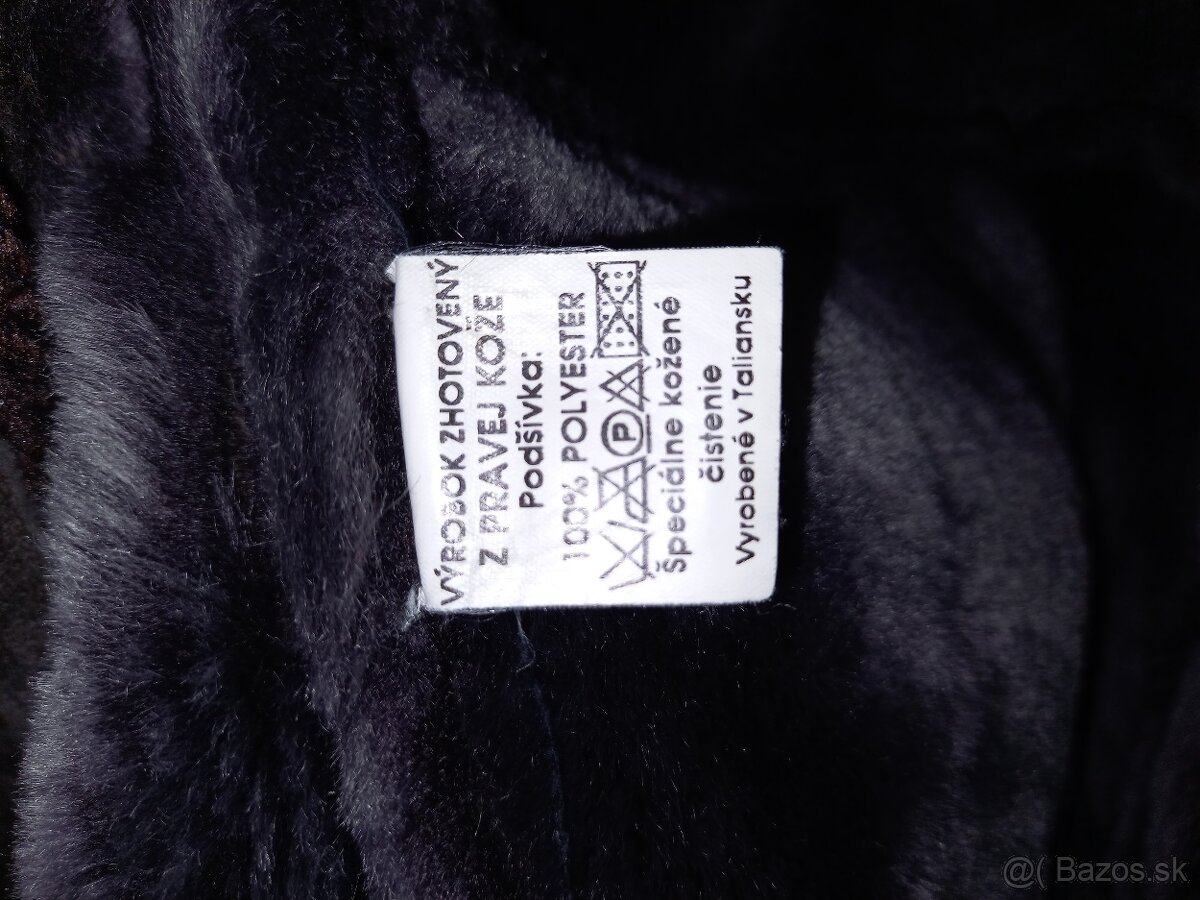 VÝROBOK ZHOTOVENÝ
Z PRAVEJ KOŽE
Podšívka:
100% POLYESTER
P
Špeciálne kožené
čistenie
Vyrobené v Taliansku
@( Bazos.sk